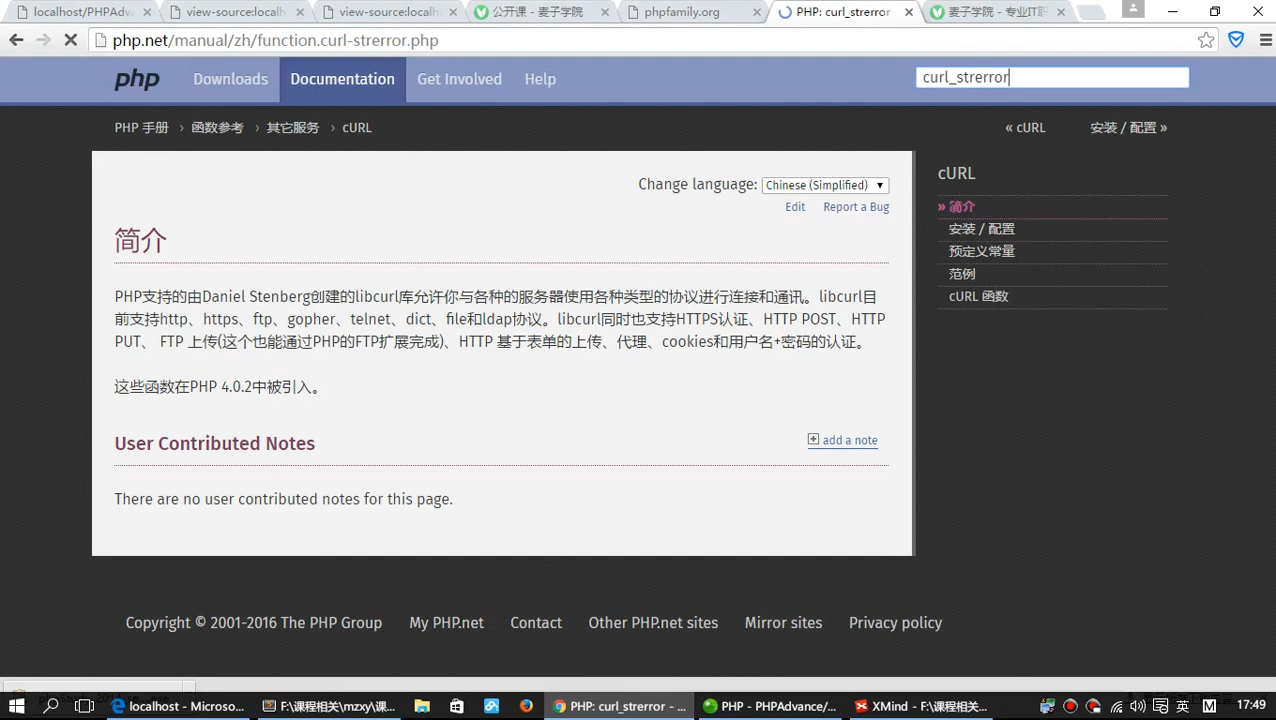 localhost/PHPAdv
view-source:localh
view-source:localh
公开课 - 麦子学院
phpfamily.org
PHP: curl_strerror
麦子学院 - 专业IT职
php.net/manual/zh/function.curl-strerror.php
php
Downloads
Documentation
Get Involved
Help
curl_strerror
PHP 手册 › 函数参考 › 其它服务 › cURL
« cURL
安装 / 配置 »
Change language: Chinese (Simplified)
Edit
Report a Bug
简介
PHP支持的由Daniel Stenberg创建的libcurl库允许你与各种的服务器使用各种类型的协议进行连接和通讯。libcurl目
前支持http、https、ftp、gopher、telnet、dict、file和ldap协议。libcurl同时也支持HTTPS认证、HTTP POST、HTTP
PUT、 FTP 上传(这个也能通过PHP的FTP扩展完成)、HTTP 基于表单的上传、代理、cookies和用户名+密码的认证。
这些函数在PHP 4.0.2中被引入。
User Contributed Notes
add a note
There are no user contributed notes for this page.
cURL
» 简介
安装 / 配置
预定义常量
范例
cURL 函数
Copyright © 2001-2016 The PHP Group
My PHP.net
Contact
Other PHP.net sites
Mirror sites
Privacy policy
localhost - Microso...
F:\课程相关\mzxy\课...
PHP: curl_strerror - ...
PHP - PHPAdvance/...
XMind - F:\课程相关\...
英
M
17:49